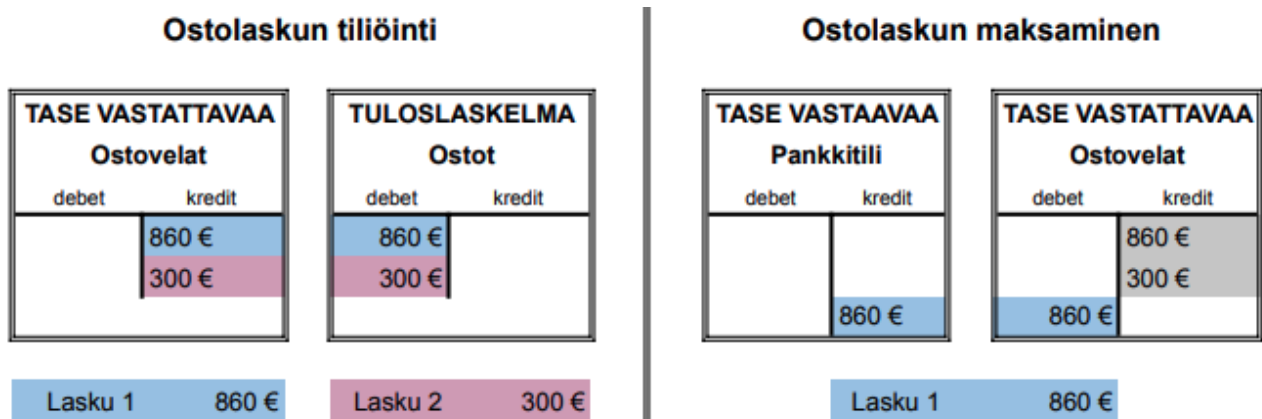 Ostolaskun tiliöinti
TASE VASTATTAVAA
Ostovelat
debet kredit
860 €
300 €
TULOSLASKELMA
Ostot
debet kredit
860 €
300 €
Lasku 1 860 €
Lasku 2 300 €
Ostolaskun maksaminen
TASE VASTAAVAA
Pankkitili
debet kredit
860 €
TASE VASTATTAVAA
Ostovelat
debet kredit
860 €
300 €
860 €
Lasku 1 860 €